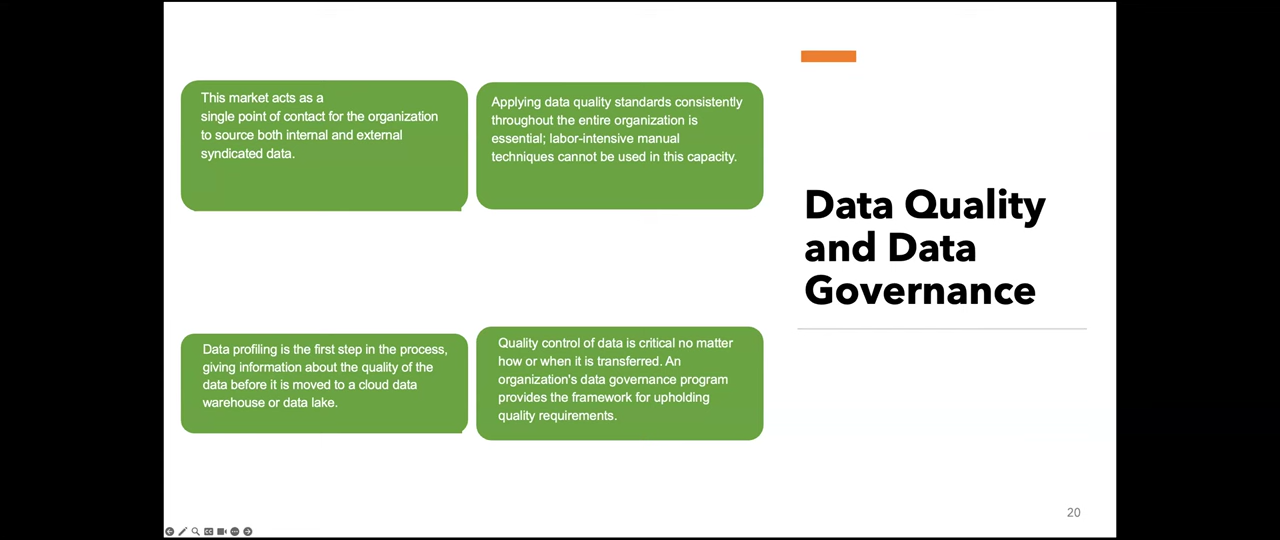 This market acts as a
single point of contact for the organization
to source both internal and external
syndicated data.
Applying data quality standards consistently
throughout the entire organization is
essential; labor-intensive manual
techniques cannot be used in this capacity.
Data profiling is the first step in the process,
giving information about the quality of the
data before it is moved to a cloud data
warehouse or data lake.
Quality control of data is critical no matter
how or when it is transferred. An
organization's data governance program
provides the framework for upholding
quality requirements.
Data Quality
and Data
Governance
20